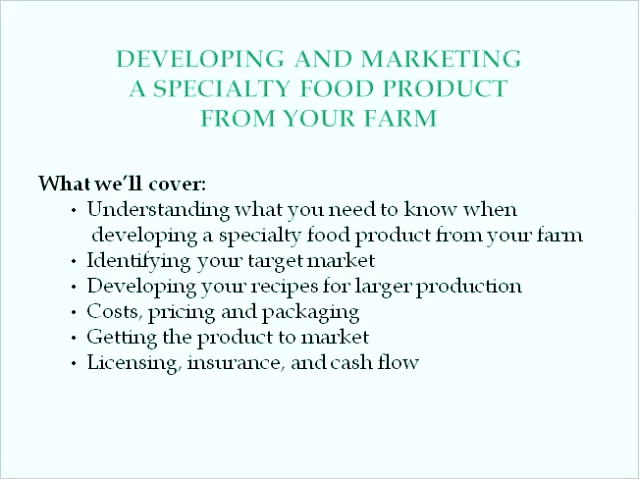 DEVELOPING AND MARKETING
A SPECIALTY FOOD PRODUCT
FROM YOUR FARM
What we'll cover:
• Understanding what you need to know when
developing a specialty food product from your farm
• Identifying your target market
• Developing your recipes for larger production
• Costs, pricing and packaging
• Getting the product to market
• Licensing, insurance, and cash flow